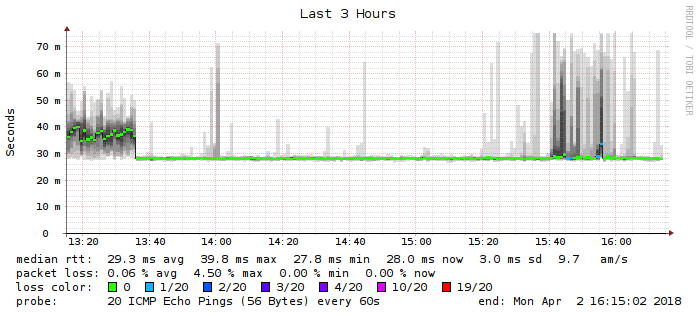 Last 3 Hours
RRDTOOL / TOBI OETIKER
Seconds
70 m
60 m
50 m
40 m
30 m
20 m
10 m
0
13:20 13:40 14:00 14:20 14:40 15:00 15:20 15:40 16:00
median rtt: 29.3 ms avg 39.8 ms max 27.8 ms min 28.0 ms now 3.0 ms sd 9.7 am/s
packet loss: 0.06 % avg 4.50 % max 0.00 % min 0.00 % now
loss color: 0 1/20 2/20 3/20 4/20 10/20 19/20
probe: 20 ICMP Echo Pings (56 Bytes) every 60s end: Mon Apr 2 16:15:02 2018